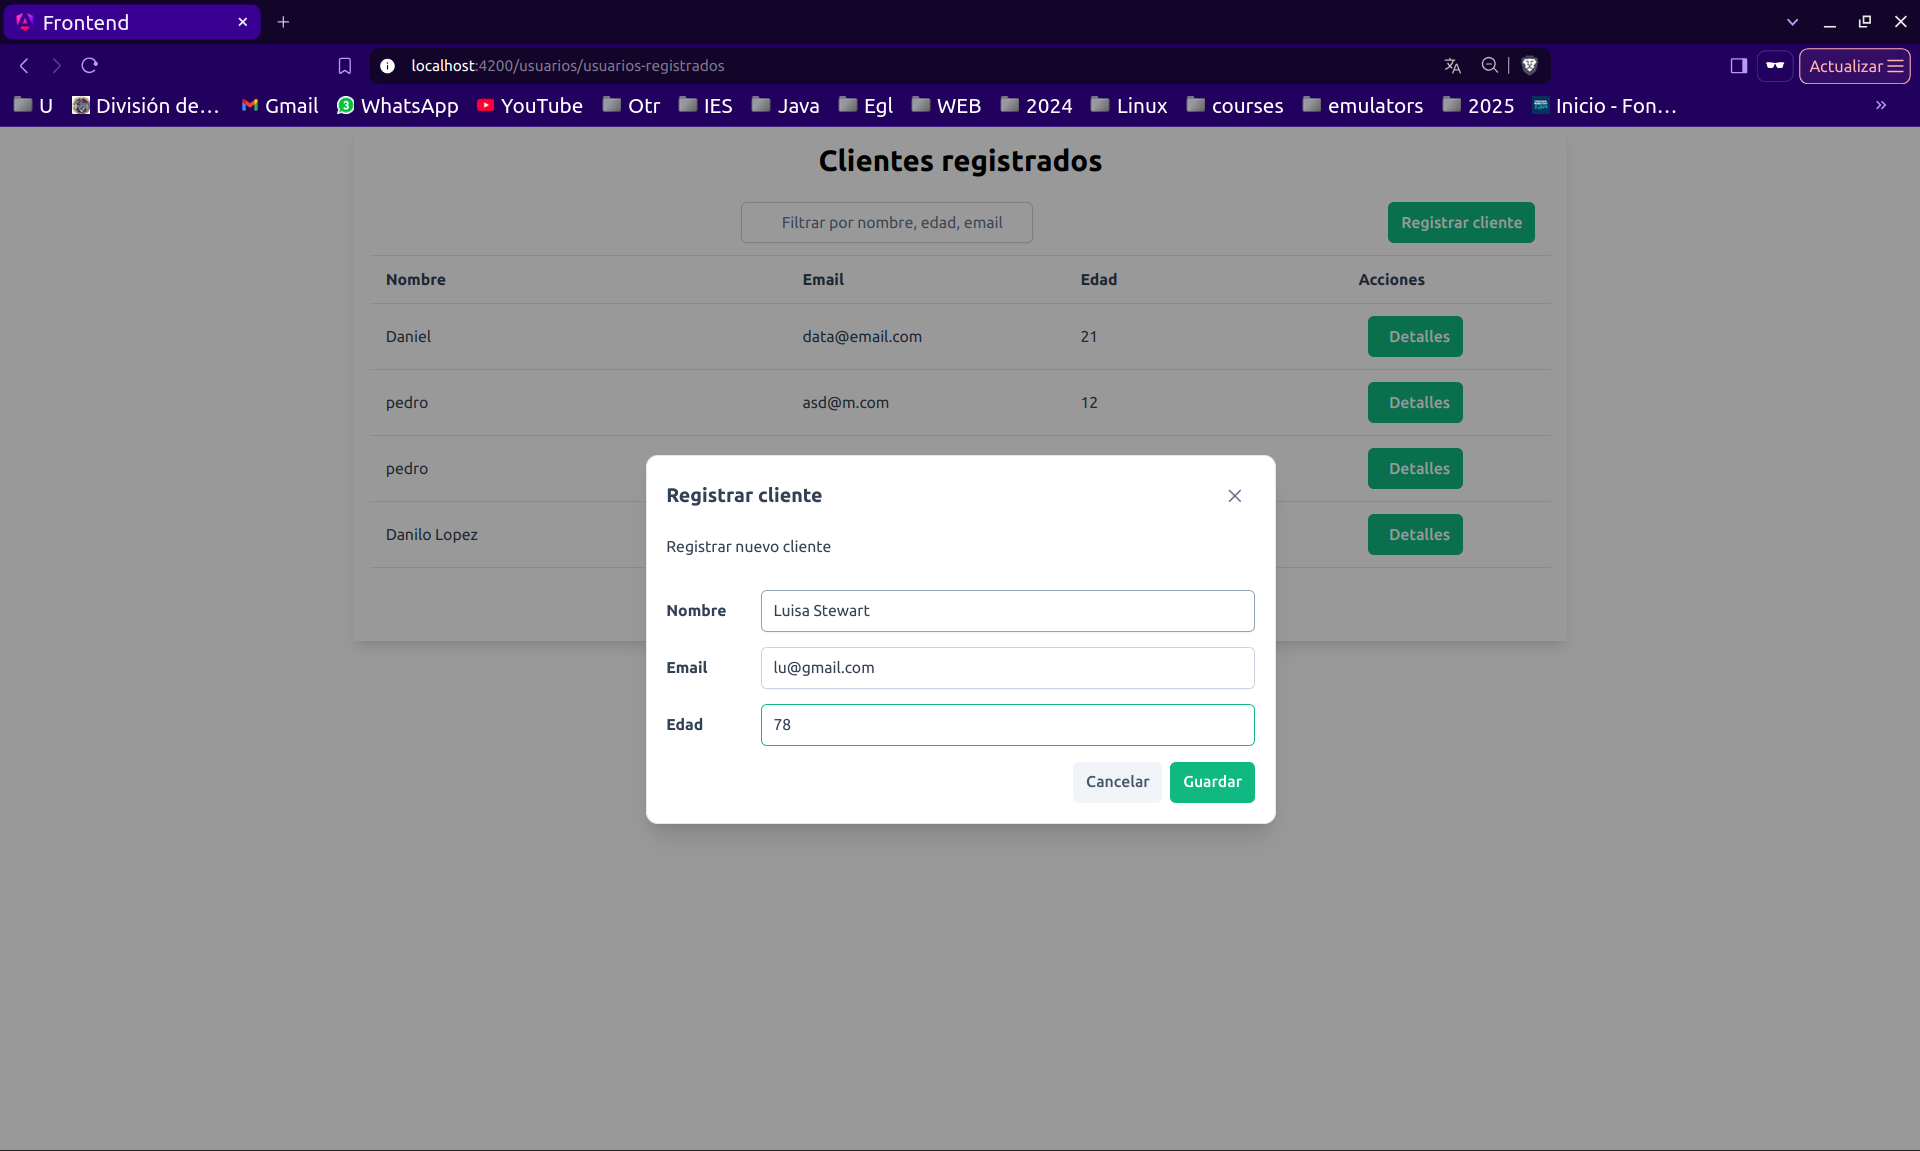 Frontend
localhost:4200/usuarios/usuarios-registrados
Actualizar
U División de... Gmail 3 WhatsApp YouTube Otr IES Java Egl WEB 2024 Linux courses emulators 2025 Inicio - Fon... »
Clientes registrados
Filtrar por nombre, edad, email Registrar cliente
Nombre Email Edad Acciones
Daniel data@email.com 21 Detalles
pedro asd@m.com 12 Detalles
pedro Detalles
Danilo Lopez Detalles
Registrar cliente
Registrar nuevo cliente
Nombre Luisa Stewart
Email lu@gmail.com
Edad 78
Cancelar Guardar